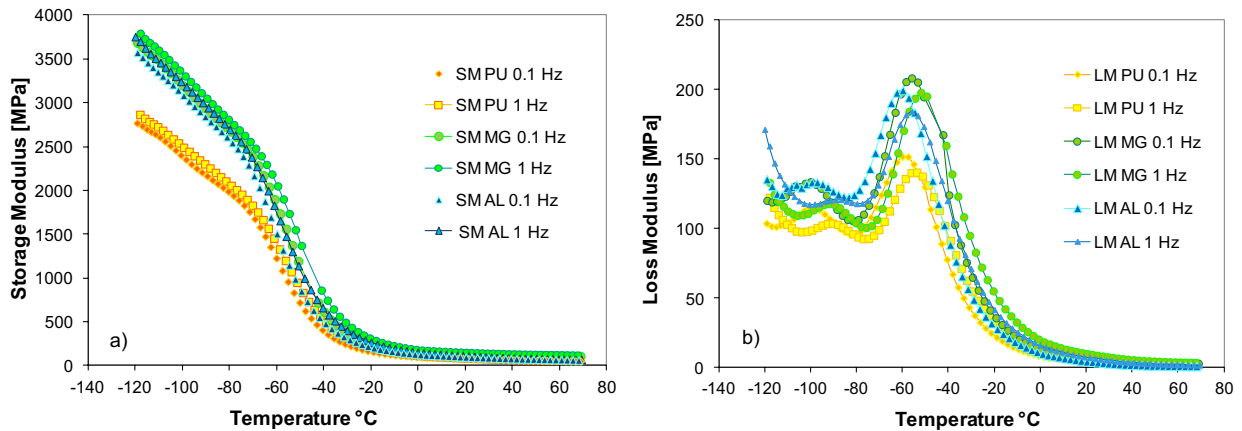 4000
3500
3000
2500
2000
1500
1000
500
0
Storage Modulus [MPa]
SM PU 0.1 Hz
SM PU 1 Hz
SM MG 0.1 Hz
SM MG 1 Hz
SM AL 0.1 Hz
SM AL 1 Hz
a)
-140 -120 -100 -80 -60 -40 -20 0 20 40 60 80
Temperature °C
250
200
150
100
50
0
Loss Modulus [MPa]
LM PU 0.1 Hz
LM PU 1 Hz
LM MG 0.1 Hz
LM MG 1 Hz
LM AL 0.1 Hz
LM AL 1 Hz
b)
-140 -120 -100 -80 -60 -40 -20 0 20 40 60 80
Temperature °C